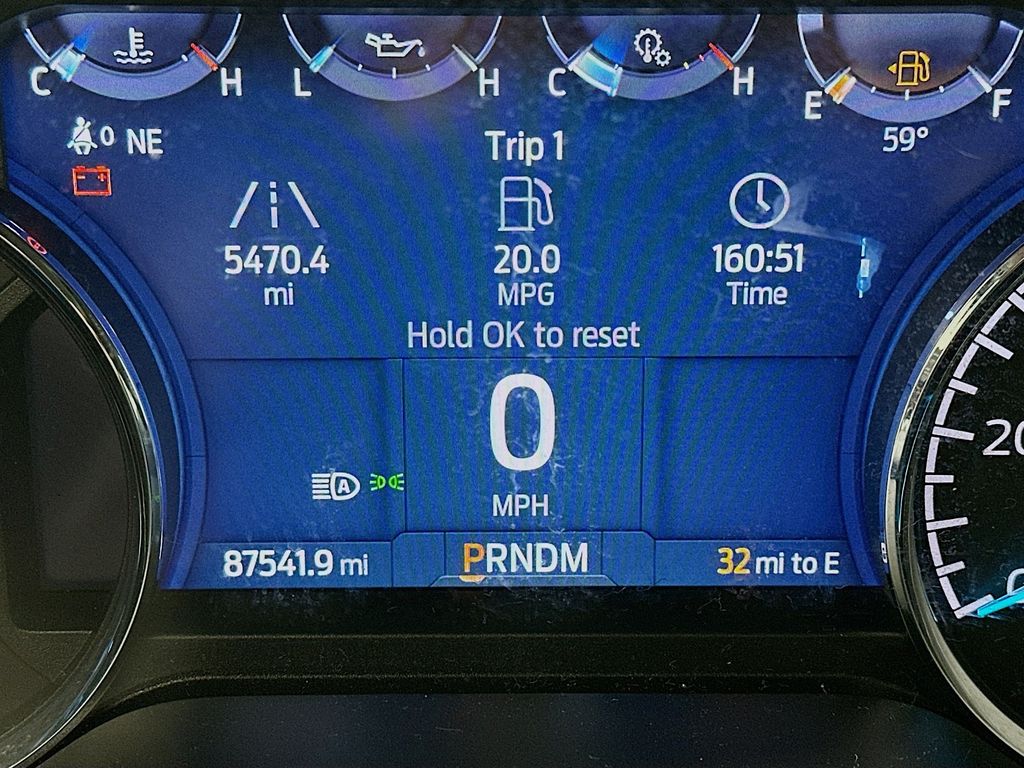 C H L H C H E F
0 NE
59°
Trip 1
5470.4 20.0 160:51
mi MPG Time
Hold OK to reset
0
MPH
A
20
87541.9 mi PRNDM 32 mi to E